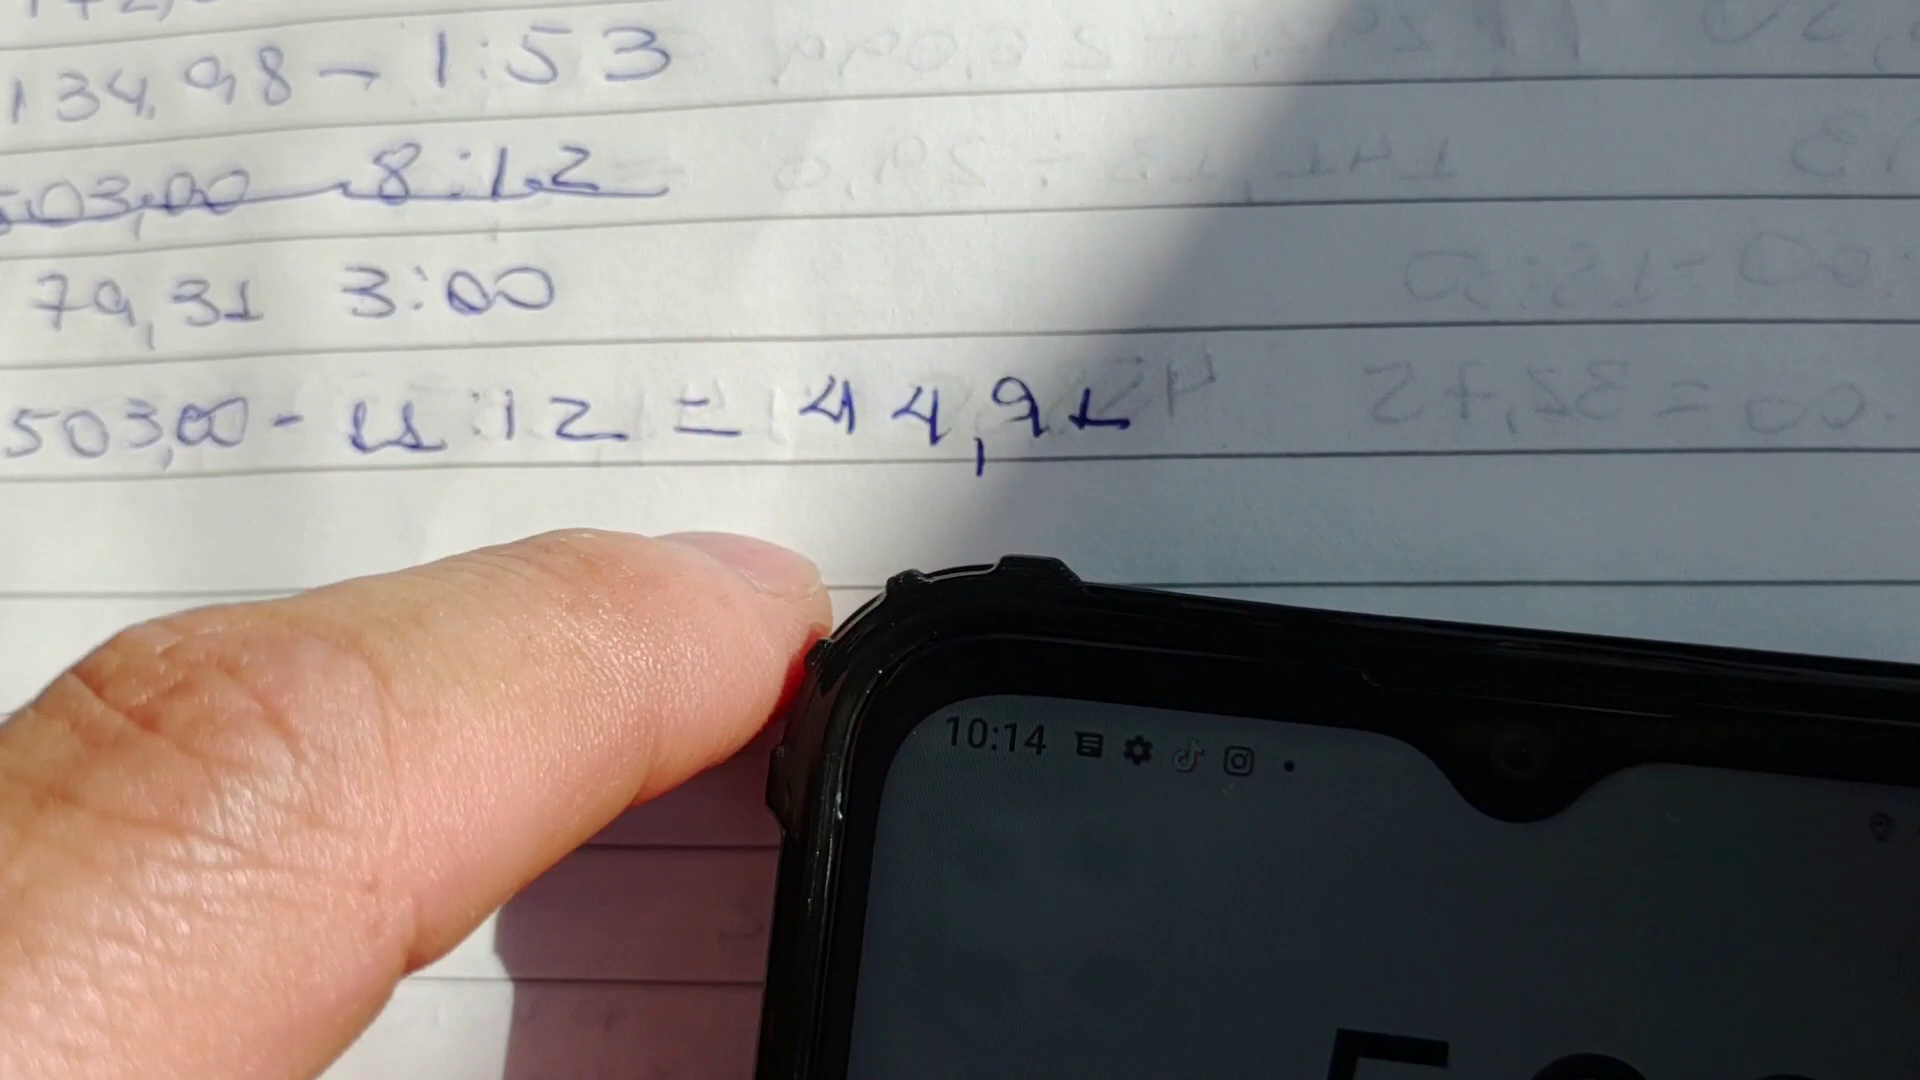 134,98 - 1:53
503,00 8:12
79,31 3:00
503,00 - 11:12 = 44,91
10:14